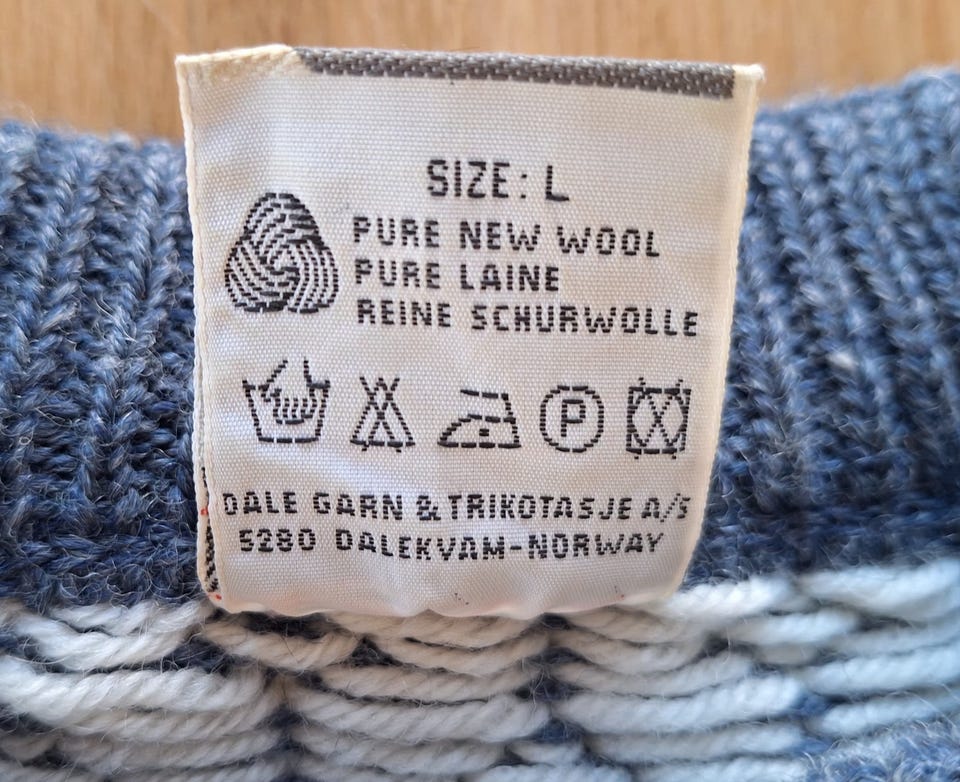 SIZE: L
PURE NEW WOOL
PURE LAINE
REINE SCHURWOLLE
P
DALE GARN & TRIKOTASJE A/S
5280 DALEKVAM-NORWAY